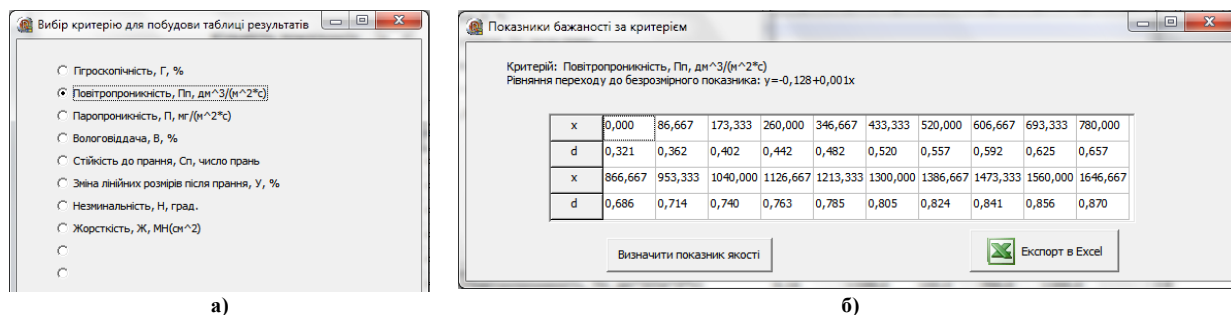 Вибір критерію для побудови таблиці результатів
Гігроскопічність, Г, %
Повітропроникність, Пп, дм^3/(м^2*с)
Паропроникність, П, мг/(м^2*с)
Вологовіддача, В, %
Стійкість до прання, Сп, число прань
Зміна лінійних розмірів після прання, У, %
Незминальність, Н, град.
Жорсткість, Ж, МН(см^2)
а)
Показники бажаності за критерієм
Критерій: Повітропроникність, Пп, дм^3/(м^2*с)
Рівняння переходу до безрозмірного показника: y=-0,128+0,001x
x 0,000 86,667 173,333 260,000 346,667 433,333 520,000 606,667 693,333 780,000
d 0,321 0,362 0,402 0,442 0,482 0,520 0,557 0,592 0,625 0,657
x 866,667 953,333 1040,000 1126,667 1213,333 1300,000 1386,667 1473,333 1560,000 1646,667
d 0,686 0,714 0,740 0,763 0,785 0,805 0,824 0,841 0,856 0,870
Визначити показник якості
Експорт в Excel
б)